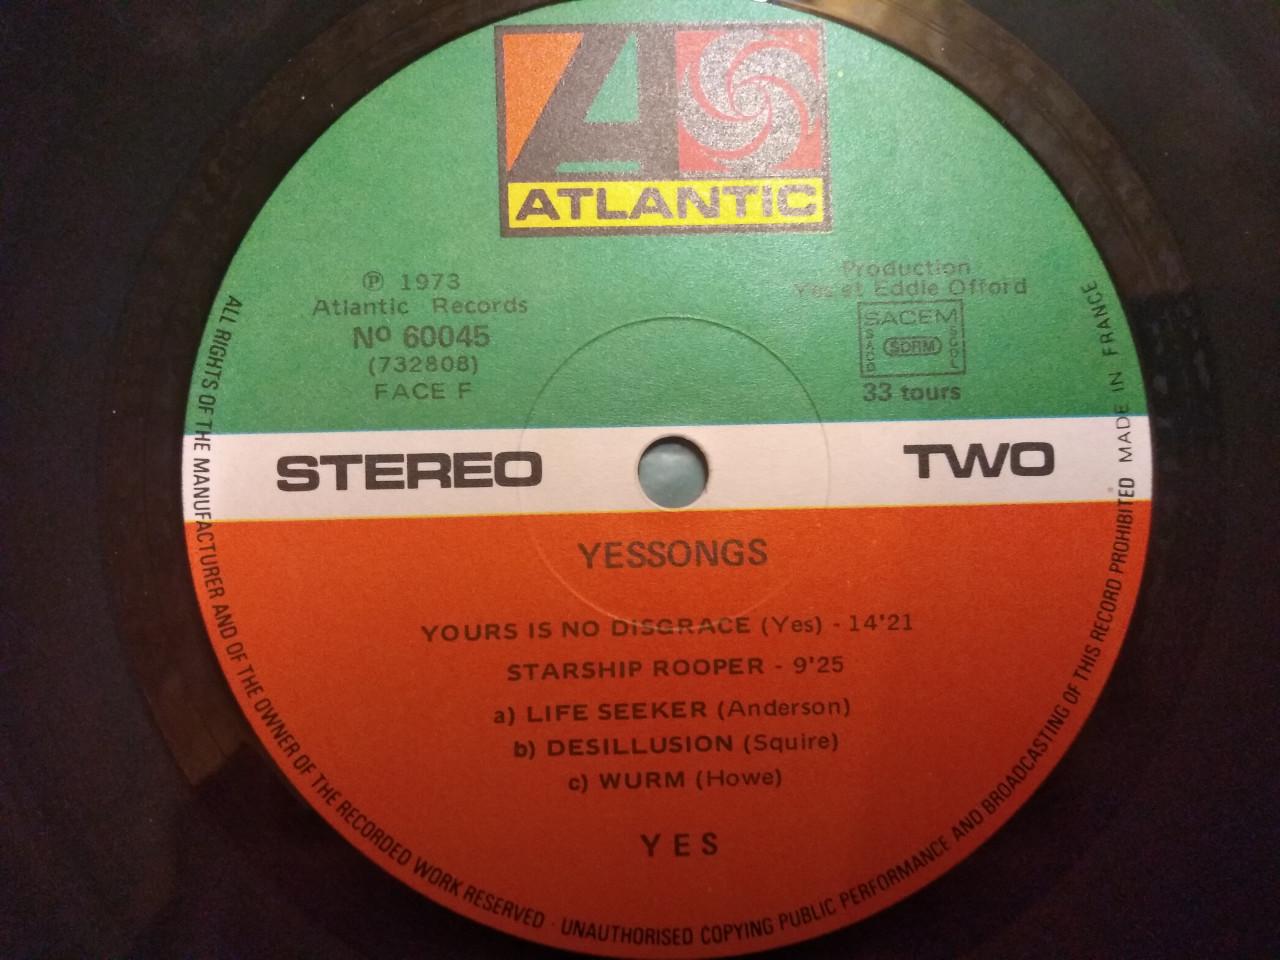 ATLANTIC
℗ 1973
Atlantic Records
Nº 60045
(732808)
FACE F
Production
Yes et Eddie Offord
SACEM
SACD
SDRM
SGDL
33 tours
STEREO
TWO
YESSONGS
YOURS IS NO DISGRACE (Yes) - 14'21
STARSHIP ROOPER - 9'25
a) LIFE SEEKER (Anderson)
b) DESILLUSION (Squire)
c) WURM (Howe)
YES
ALL RIGHTS OF THE MANUFACTURER AND OF THE OWNER OF THE RECORDED WORK RESERVED · UNAUTHORISED COPYING PUBLIC PERFORMANCE AND BROADCASTING OF THIS RECORD PROHIBITED MADE IN FRANCE